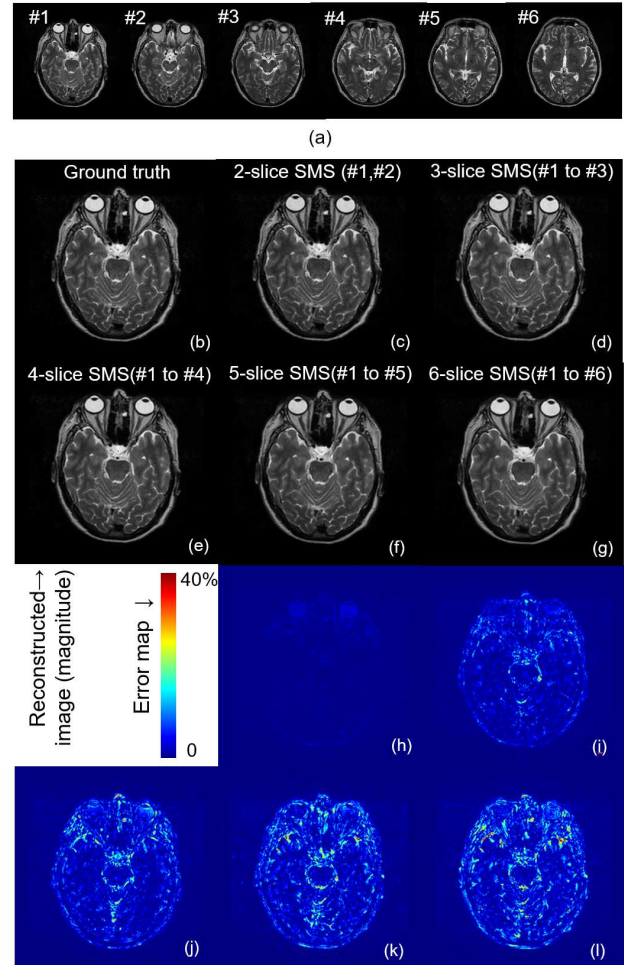 #1 #2 #3 #4 #5 #6
(a)
Ground truth 2-slice SMS (#1,#2) 3-slice SMS(#1 to #3)
(b) (c) (d)
4-slice SMS(#1 to #4) 5-slice SMS(#1 to #5) 6-slice SMS(#1 to #6)
(e) (f) (g)
Reconstructed→
image (magnitude)
Error map ↓
40%
0
(h) (i)
(j) (k) (l)